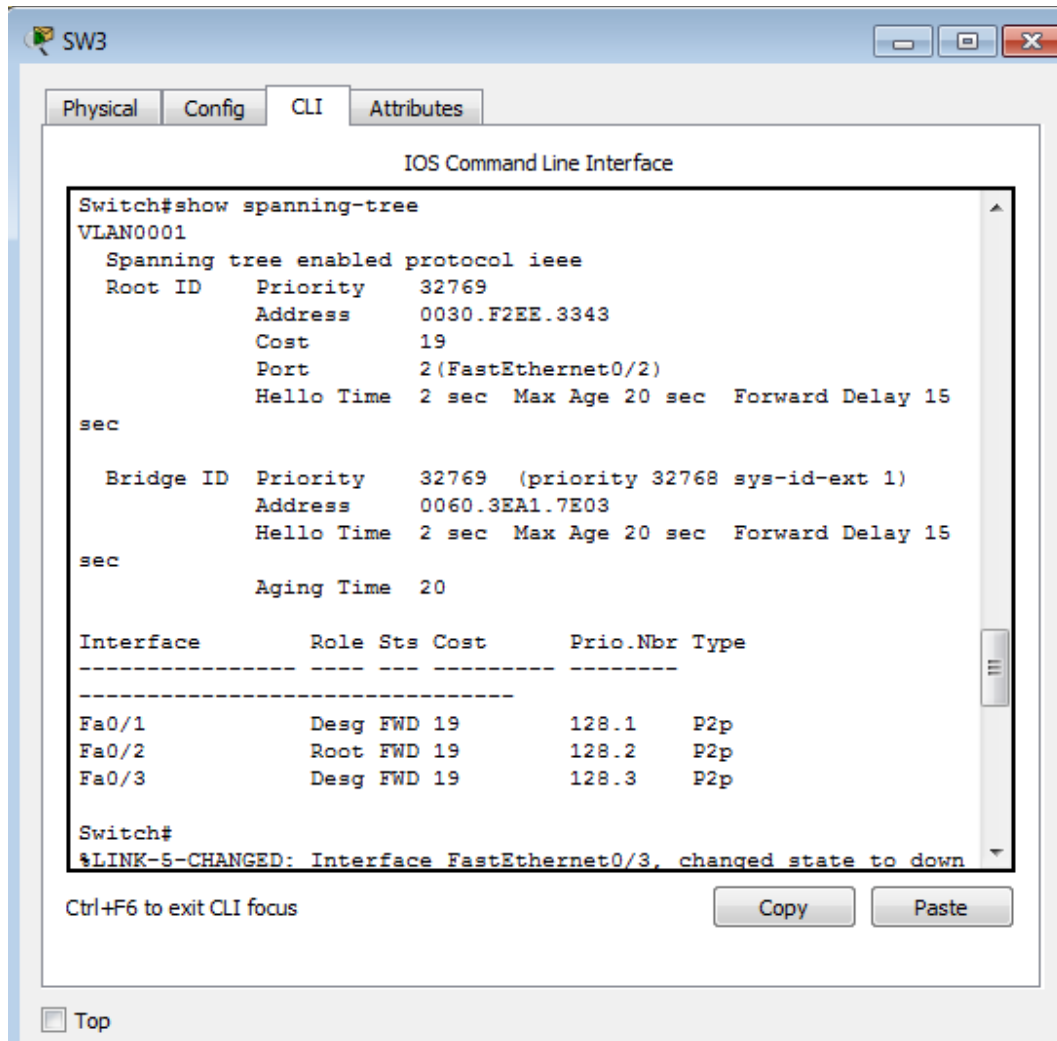 SW3
Physical Config CLI Attributes
IOS Command Line Interface
Switch#show spanning-tree
VLAN0001
  Spanning tree enabled protocol ieee
  Root ID    Priority    32769
             Address     0030.F2EE.3343
             Cost        19
             Port        2(FastEthernet0/2)
             Hello Time  2 sec  Max Age 20 sec  Forward Delay 15
sec

  Bridge ID  Priority    32769  (priority 32768 sys-id-ext 1)
             Address     0060.3EA1.7E03
             Hello Time  2 sec  Max Age 20 sec  Forward Delay 15
sec
             Aging Time  20

Interface        Role Sts Cost      Prio.Nbr Type
---------------- ---- --- --------- --------
--------------------------------
Fa0/1            Desg FWD 19        128.1    P2p
Fa0/2            Root FWD 19        128.2    P2p
Fa0/3            Desg FWD 19        128.3    P2p

Switch#
%LINK-5-CHANGED: Interface FastEthernet0/3, changed state to down
Ctrl+F6 to exit CLI focus
Copy Paste
Top